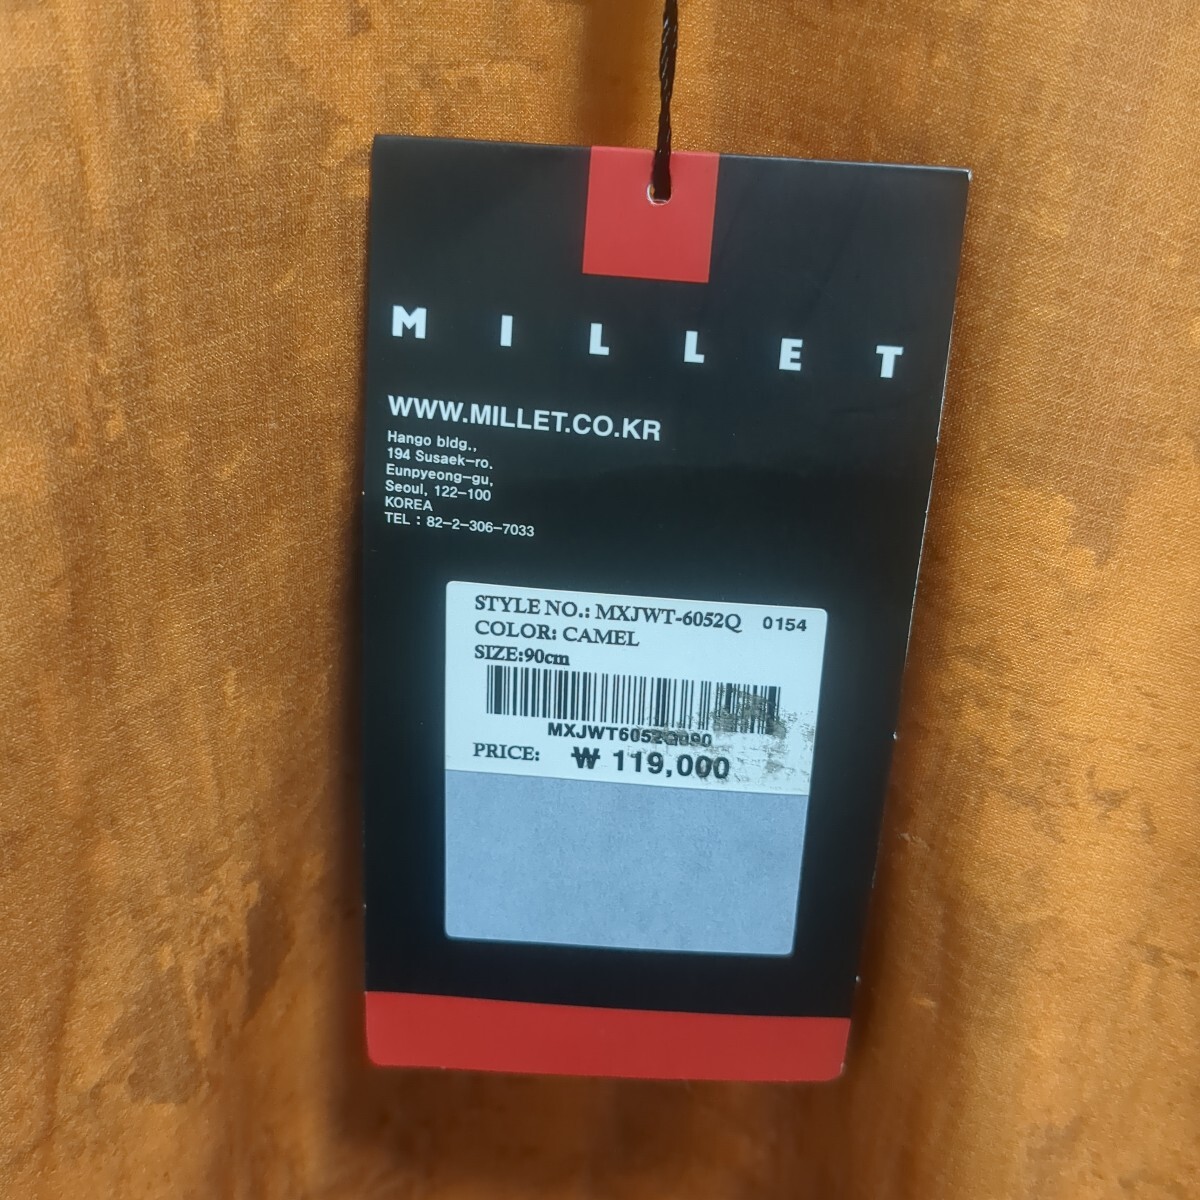 MILLET
WWW.MILLET.CO.KR
Hango bldg.,
194 Susaek-ro,
Eunpyeong-gu,
Seoul, 122-100
KOREA
TEL : 82-2-306-7033
STYLE NO.: MXJWT-6052Q 0154
COLOR: CAMEL
SIZE:90cm
MXJWT6052Q090
PRICE: ₩ 119,000